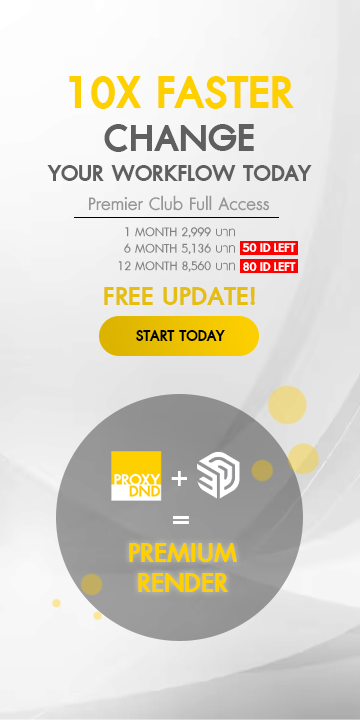 10X FASTER
CHANGE
YOUR WORKFLOW TODAY
Premier Club Full Access
1 MONTH 2,999 บาท
6 MONTH 5,136 บาท 50 ID LEFT
12 MONTH 8,560 บาท 80 ID LEFT
FREE UPDATE!
START TODAY
PROXY
DND
+
=
PREMIUM
RENDER